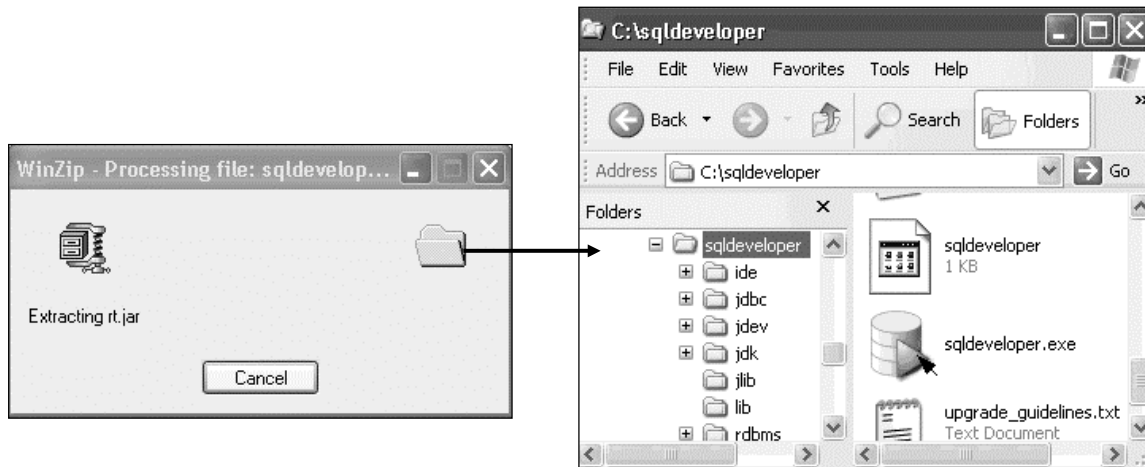 WinZip - Processing file: sqldevelop...
Extracting rt.jar
Cancel
C:\sqldeveloper
File Edit View Favorites Tools Help
Back Search Folders
Address C:\sqldeveloper Go
Folders
sqldeveloper
ide
jdbc
jdev
jdk
jlib
lib
rdbms
sqldeveloper
1 KB
sqldeveloper.exe
upgrade_guidelines.txt
Text Document